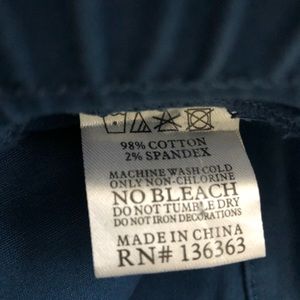 98% COTTON
2% SPANDEX
MACHINE WASH COLD
ONLY NON-CHLORINE
NO BLEACH
DO NOT TUMBLE DRY
DO NOT IRON DECORATIONS
MADE IN CHINA
RN# 136363